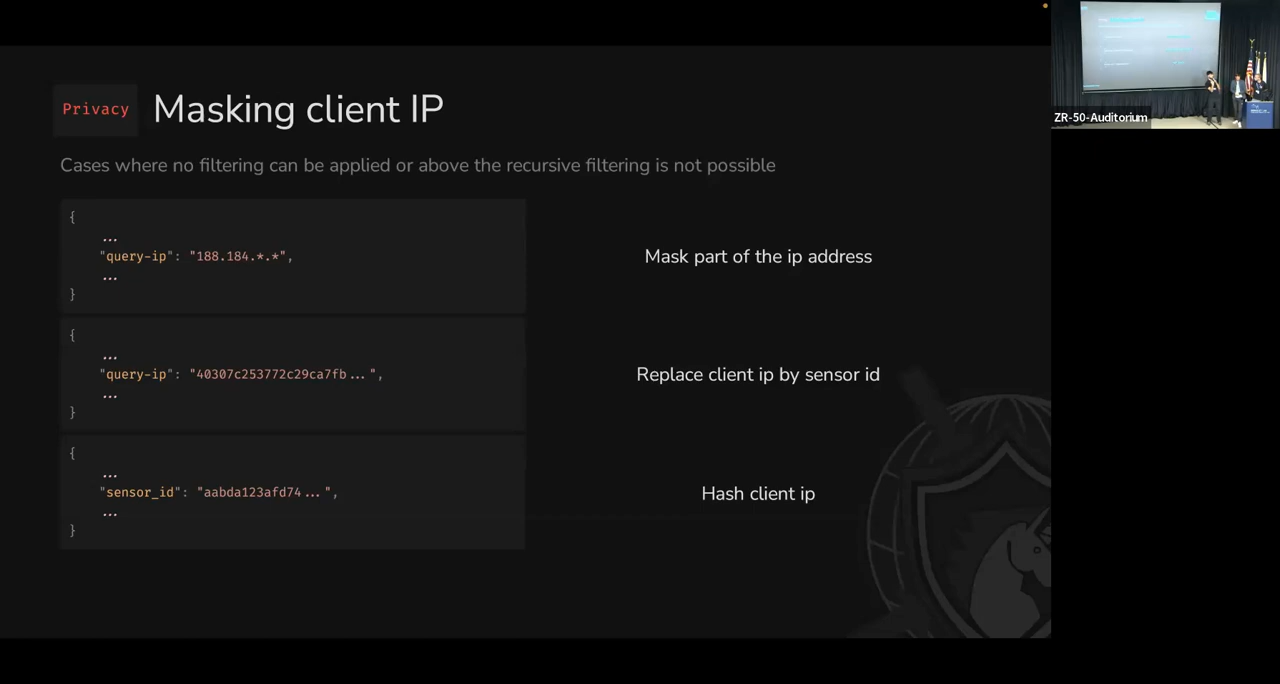 Privacy Masking client IP
Cases where no filtering can be applied or above the recursive filtering is not possible
{
...
"query-ip": "188.184.*.*",
...
}
Mask part of the ip address
{
...
"query-ip": "40307c253772c29ca7fb...",
...
}
Replace client ip by sensor id
{
...
"sensor_id": "aabda123afd74...",
...
}
Hash client ip
ZR-50-Auditorium